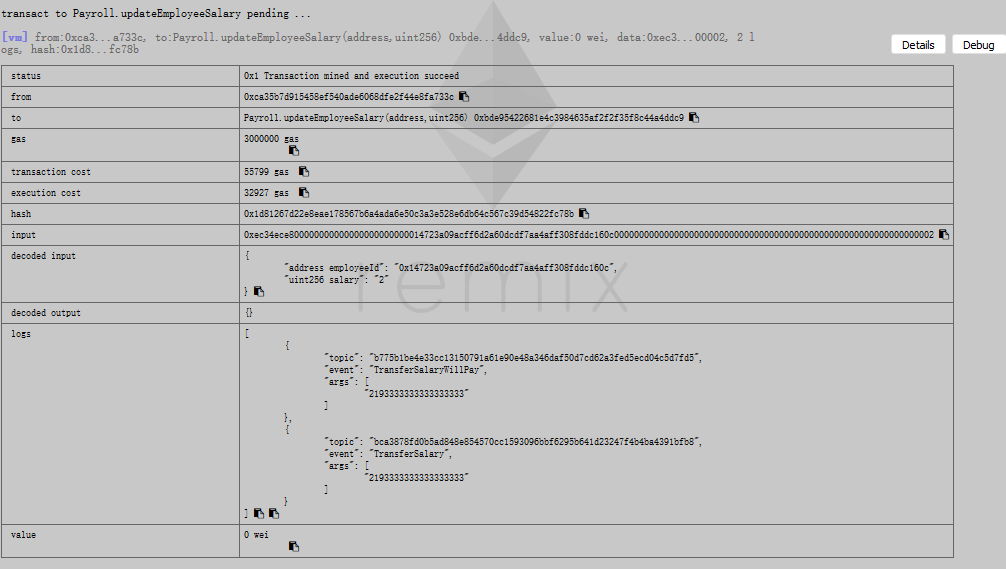 transact to Payroll.updateEmployeeSalary pending ...
[vm] from:0xca3...a733c, to:Payroll.updateEmployeeSalary(address,uint256) 0xbde...4ddc9, value:0 wei, data:0xec3...00002, 2 l
ogs, hash:0x1d8...fc78b
Details
Debug
status 0x1 Transaction mined and execution succeed
from 0xca35b7d915458ef540ade6068dfe2f44e8fa733c
to Payroll.updateEmployeeSalary(address,uint256) 0xbde95422681e4c3984635af2f2f35f8c44a4ddc9
gas 3000000 gas
transaction cost 55799 gas
execution cost 32927 gas
hash 0x1d81267d22e8eae178567b6a4ada6e50c3a3e528e6db64c567c39d54822fc78b
input 0xec34ece800000000000000000000000014723a09acff6d2a60dcdf7aa4aff308fddc160c0000000000000000000000000000000000000000000000000000000000000002
decoded input {
"address employeeId": "0x14723a09acff6d2a60dcdf7aa4aff308fddc160c",
"uint256 salary": "2"
}
remix
decoded output {}
logs [
{
"topic": "b775b1be4e33cc13150791a61e90e48a346daf50d7cd62a3fed5ecd04c5d7fd5",
"event": "TransferSalaryWillPay",
"args": [
"2193333333333333333"
]
},
{
"topic": "bca3878fd0b5ad848e854570cc1593096bbf6295b641d23247f4b4ba4391bfb8",
"event": "TransferSalary",
"args": [
"2193333333333333333"
]
}
]
value 0 wei